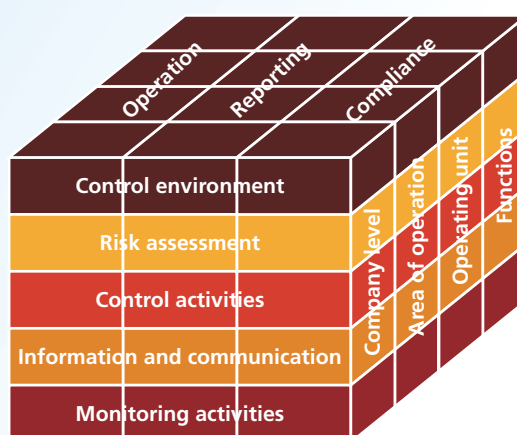 Operation
Reporting
Compliance
Control environment
Risk assessment
Control activities
Information and communication
Monitoring activities
Company level
Area of operation
Operating unit
Functions